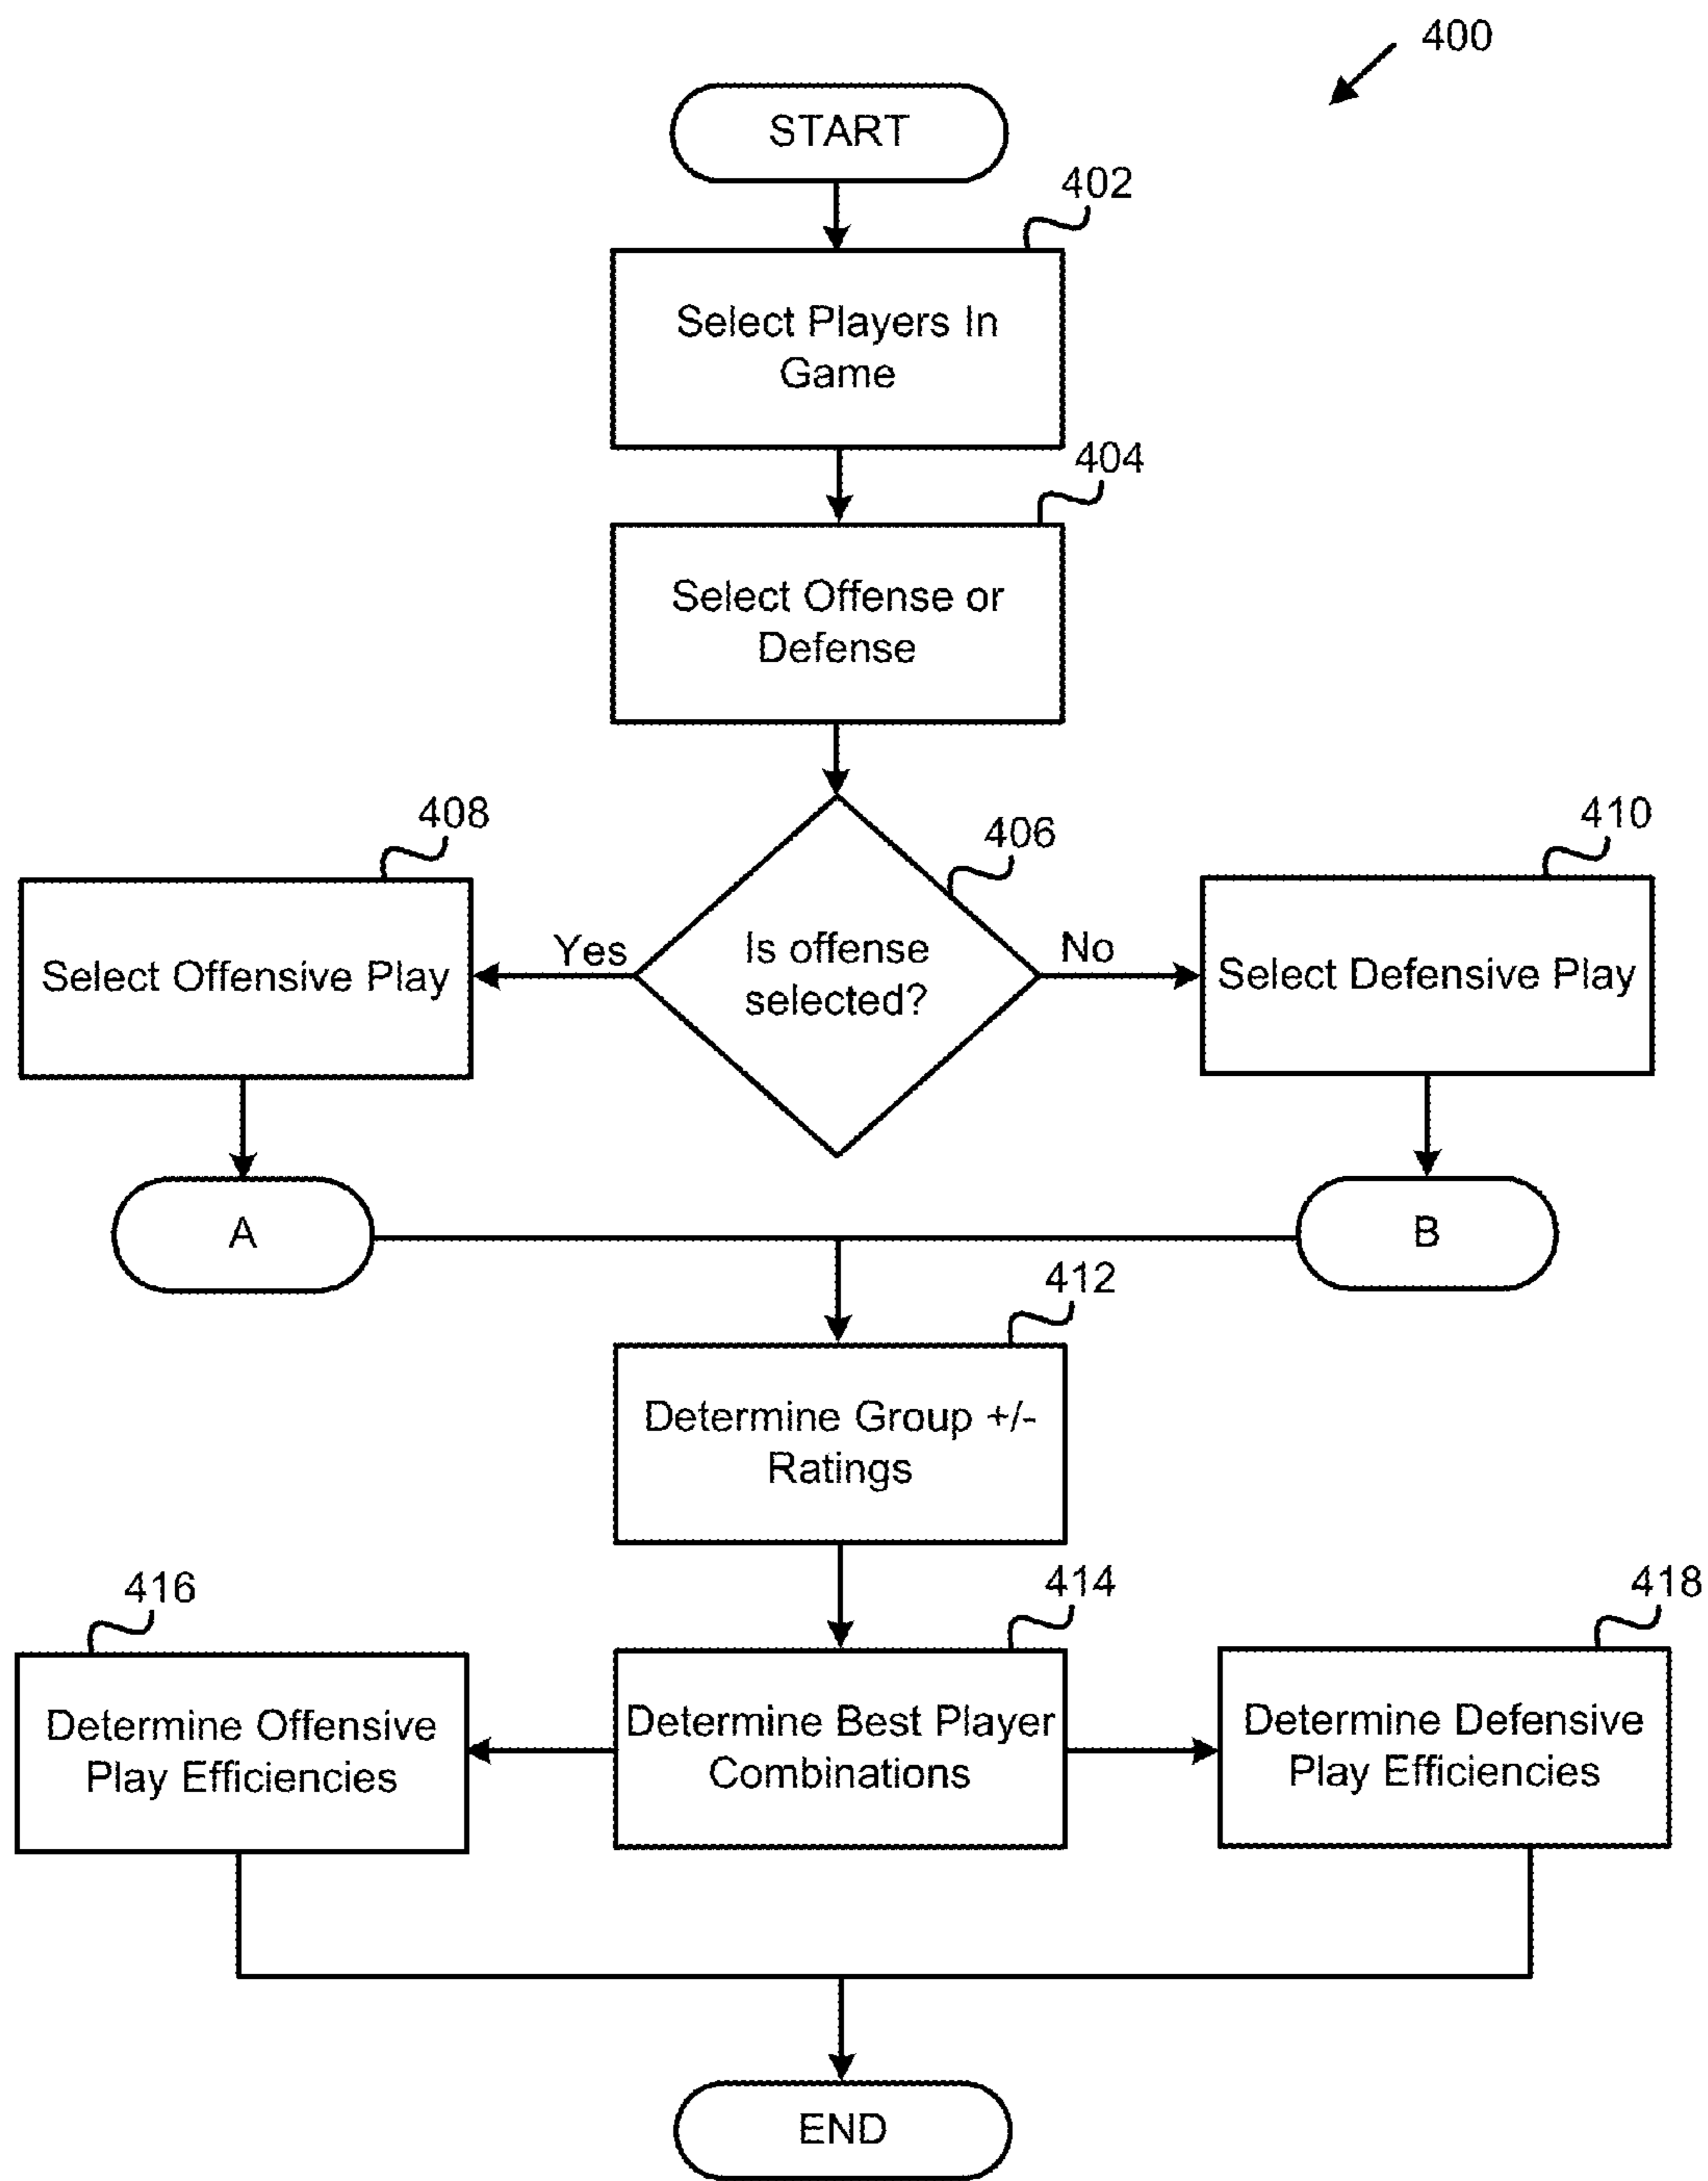 400
START
402
Select Players In
Game
404
Select Offense or
Defense
408
406
410
Select Offensive Play
Yes
Is offense
selected?
No
Select Defensive Play
A
B
412
Determine Group +/-
Ratings
416
414
418
Determine Offensive
Play Efficiencies
Determine Best Player
Combinations
Determine Defensive
Play Efficiencies
END